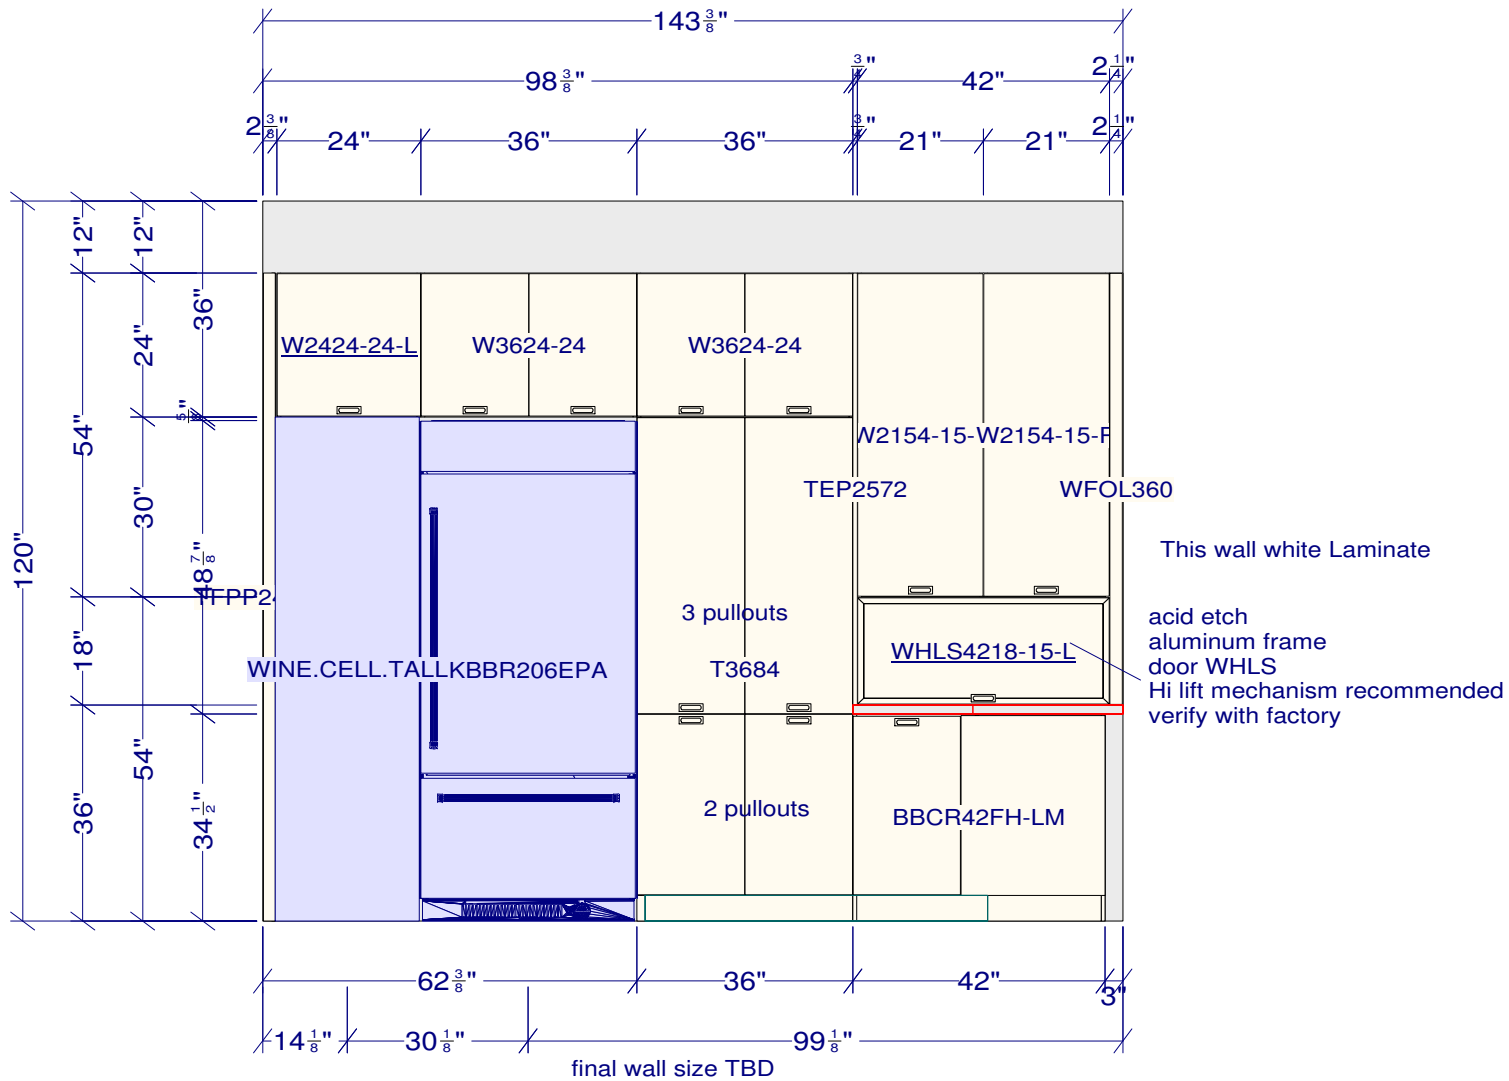 143 3/8"
98 3/8"
3/4"
42"
2 1/4"
2 3/8"
24"
36"
36"
3/4"
21"
21"
2 1/4"
12"
12"
36"
24"
5/8"
54"
30"
48 7/8"
120"
18"
54"
36"
34 1/2"
W2424-24-L
W3624-24
W3624-24
W2154-15-
W2154-15-F
TEP2572
WFOL360
This wall white Laminate
TFPP24
3 pullouts
acid etch
aluminum frame
door WHLS
Hi lift mechanism recommended
verify with factory
WHLS4218-15-L
WINE.CELL.TALL
KBBR206EPA
T3684
2 pullouts
BBCR42FH-LM
62 3/8"
36"
42"
3"
14 1/8"
30 1/8"
99 1/8"
final wall size TBD